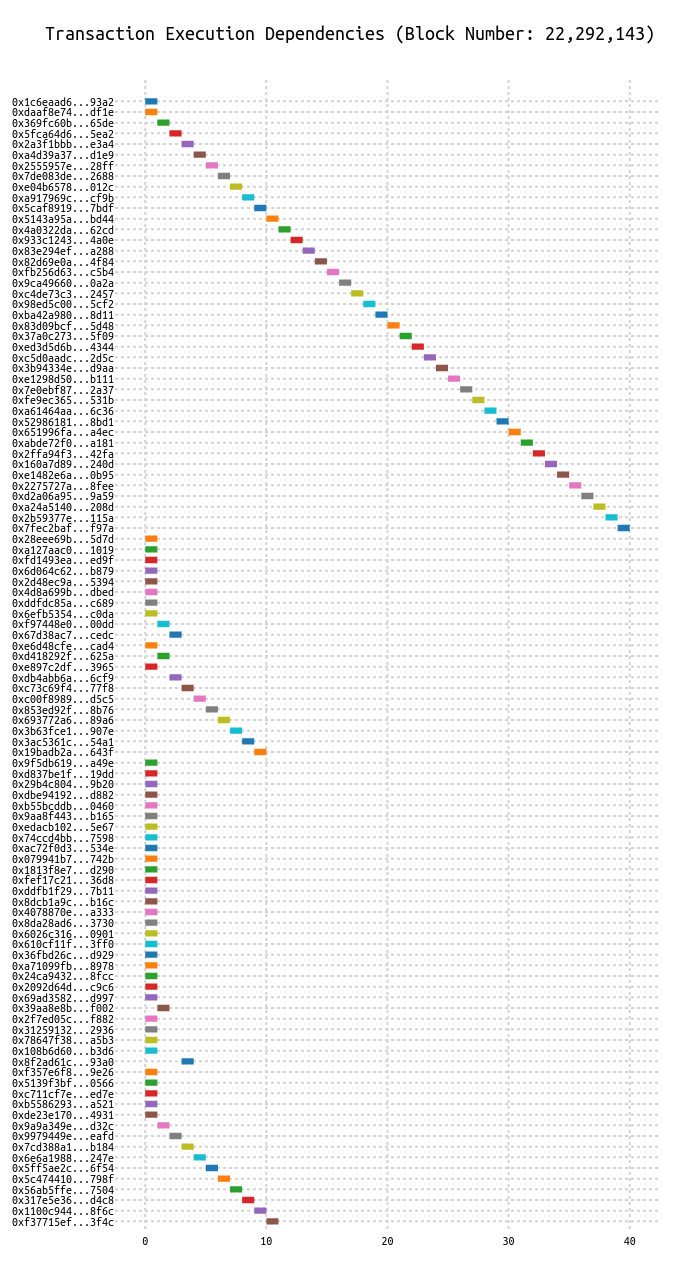 Transaction Execution Dependencies (Block Number: 22,292,143)
0x1c6eaad6...93a2
0xdaaf8e74...df1e
0x369fc60b...65de
0x5fca64d6...5ea2
0x2a3f1bbb...e3a4
0xa4d39a37...d1e9
0x2555957e...28ff
0x7de083de...2688
0xe04b6578...012c
0xa917969c...cf9b
0x5caf8919...7bdf
0x5143a95a...bd44
0x4a0322da...62cd
0x933c1243...4a0e
0x83e294ef...a288
0x82d69e0a...4f84
0xfb256d63...c5b4
0x9ca49660...0a2a
0xc4de73c3...2457
0x98ed5c00...5cf2
0xba42a980...8d11
0x83d09bcf...5d48
0x37a0c273...5f09
0xed3d5d6b...4344
0xc5d0aadc...2d5c
0x3b94334e...d9aa
0xe1298d50...b111
0x7e0ebf87...2a37
0xfe9ec365...531b
0xa61464aa...6c36
0x52986181...8bd1
0x651996fa...a4ec
0xabde72f0...a181
0x2ffa94f3...42fa
0x160a7d89...240d
0xe1482e6a...0b95
0x2275727a...8fee
0xd2a06a95...9a59
0xa24a5140...208d
0x2b59377e...115a
0x7fec2baf...f97a
0x28eee69b...5d7d
0xa127aac0...1019
0xfd1493ea...ed9f
0x6d064c62...b879
0x2d48ec9a...5394
0x4d8a699b...dbed
0xddfdc85a...c689
0x6efb5354...c0da
0xf97448e0...00dd
0x67d38ac7...cedc
0xe6d48cfe...cad4
0xd418292f...625a
0xe897c2df...3965
0xdb4abb6a...6cf9
0xc73c69f4...77f8
0xc00f8989...d5c5
0x853ed92f...8b76
0x693772a6...89a6
0x3b63fce1...907e
0x3ac5361c...54a1
0x19badb2a...643f
0x9f5db619...a49e
0xd837be1f...19dd
0x29b4c804...9b20
0xdbe94192...d882
0xb55bcddb...0460
0x9aa8f443...b165
0xedacb102...5e67
0x74ccd4bb...7598
0xac72f0d3...534e
0x079941b7...742b
0x1813f8e7...d290
0xfef17c21...36d8
0xddfb1f29...7b11
0x8dcb1a9c...b16c
0x4078870e...a333
0x8da28ad6...3730
0x6026c316...0901
0x610cf11f...3ff0
0x36fbd26c...d929
0xa71099fb...8978
0x24ca9432...8fcc
0x2092d64d...c9c6
0x69ad3582...d997
0x39aa8e8b...f002
0x2f7ed05c...f882
0x31259132...2936
0x78647f38...a5b3
0x108b6d60...b3d6
0x8f2ad61c...93a0
0xf357e6f8...9e26
0x5139f3bf...0566
0xc711cf7e...ed7e
0xb5586293...a521
0xde23e170...4931
0x9a9a349e...d32c
0x9979449e...eafd
0x7cd388a1...b184
0x6e6a1988...247e
0x5ff5ae2c...6f54
0x5c474410...798f
0x56ab5ffe...7504
0x317e5e36...d4c8
0x1100c944...8f6c
0xf37715ef...3f4c
0 10 20 30 40